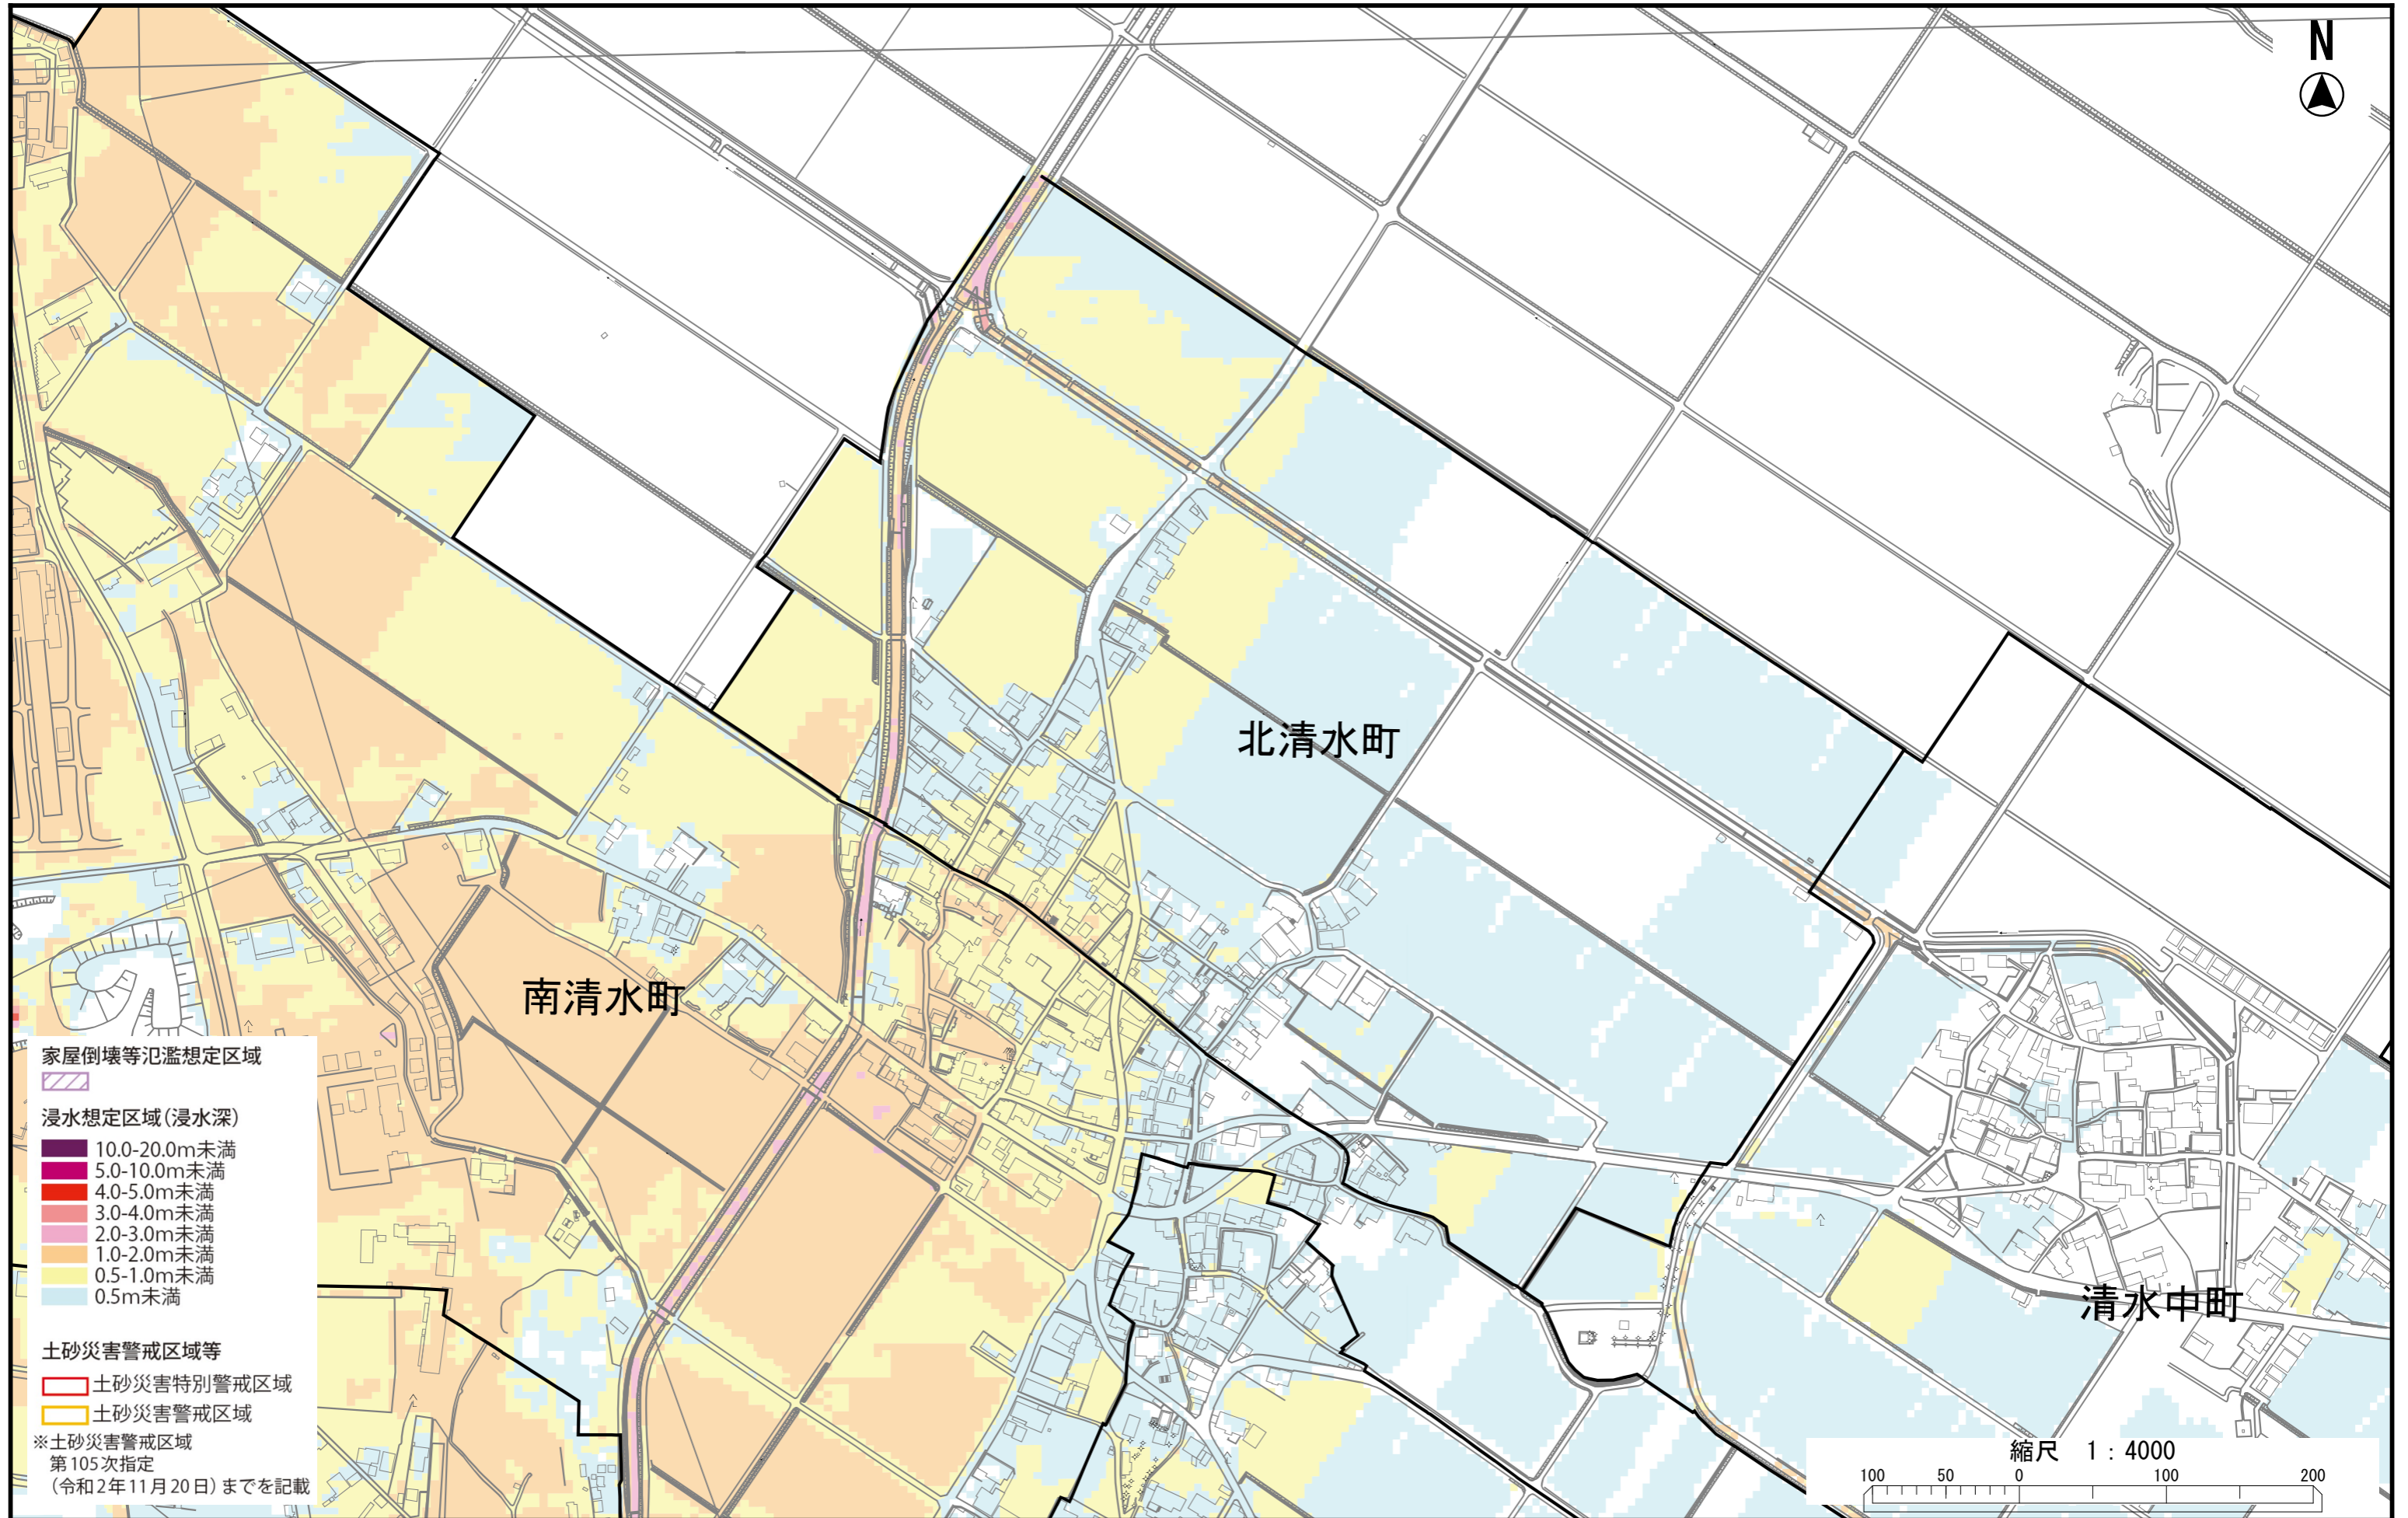 N
北清水町
南清水町
清水中町
家屋倒壊等氾濫想定区域
浸水想定区域(浸水深)
10.0-20.0m未満
5.0-10.0m未満
4.0-5.0m未満
3.0-4.0m未満
2.0-3.0m未満
1.0-2.0m未満
0.5-1.0m未満
0.5m未満
土砂災害警戒区域等
土砂災害特別警戒区域
土砂災害警戒区域
※土砂災害警戒区域
第105次指定
(令和2年11月20日)までを記載
縮尺 1:4000
100 50 0 100 200